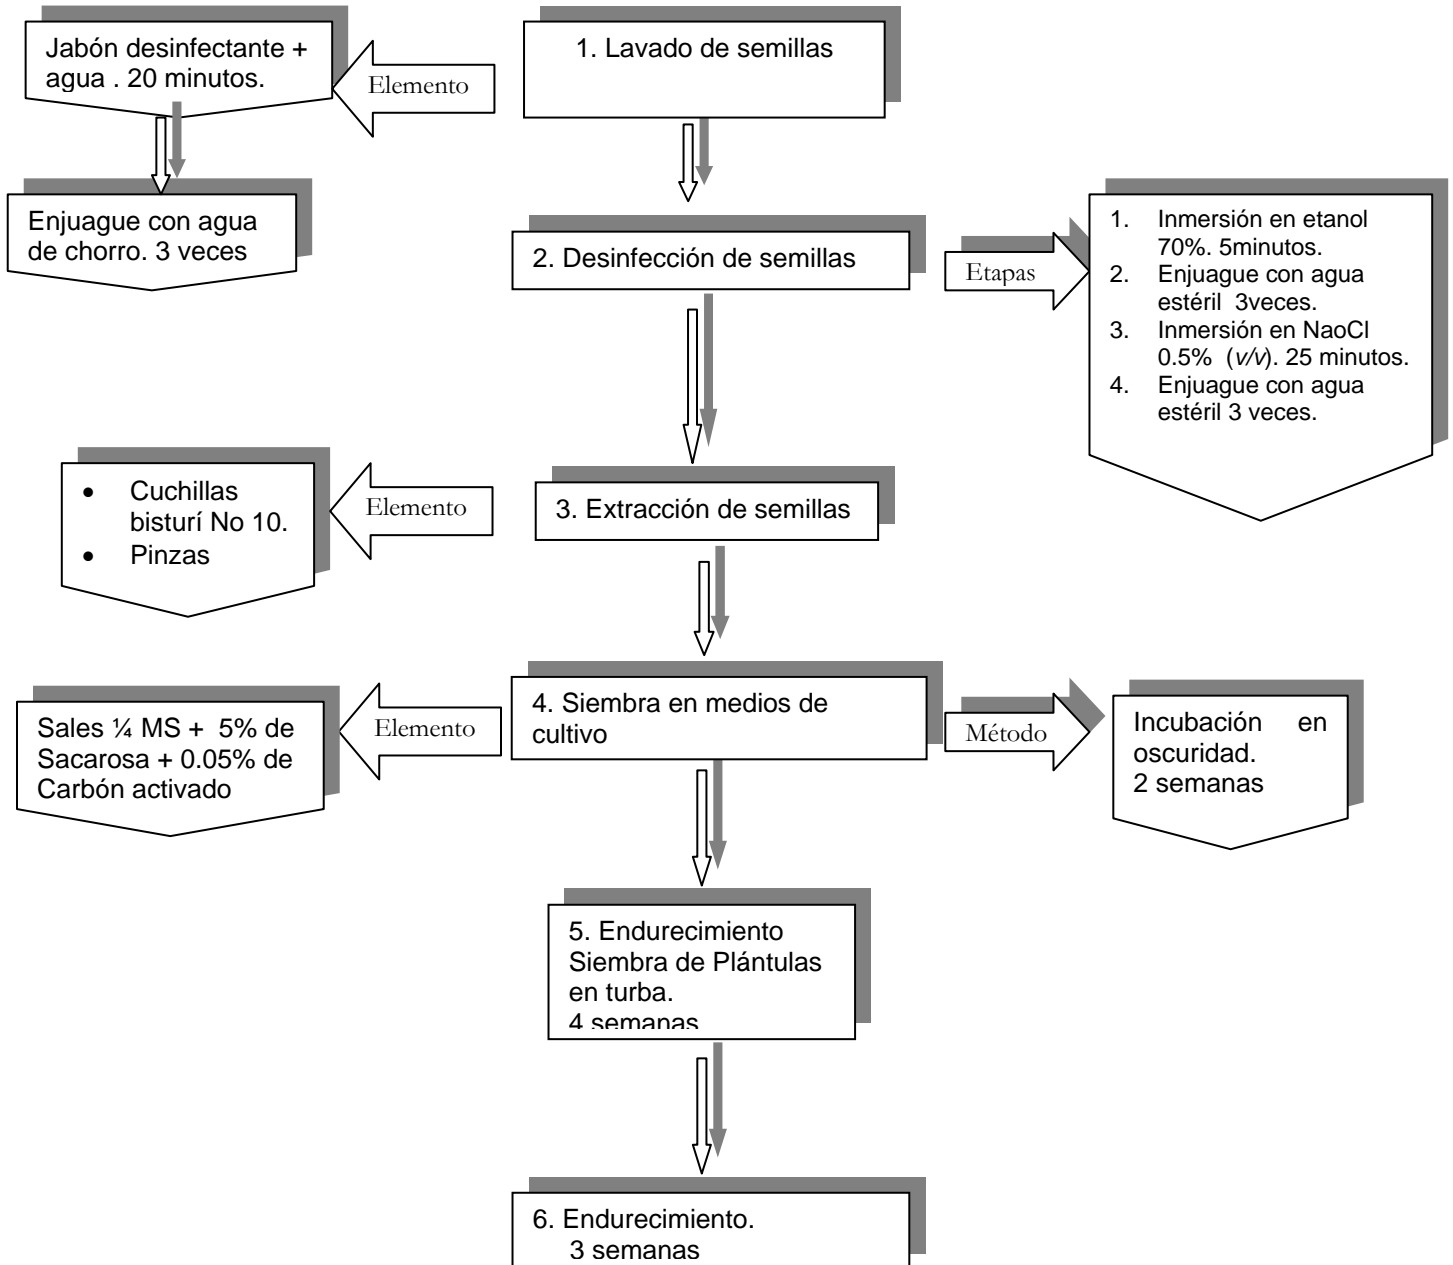 Jabón desinfectante +
agua . 20 minutos.
Elemento
1. Lavado de semillas
Enjuague con agua
de chorro. 3 veces
2. Desinfección de semillas
Etapas
1. Inmersión en etanol
70%. 5minutos.
2. Enjuague con agua
estéril 3veces.
3. Inmersión en NaoCl
0.5% (v/v). 25 minutos.
4. Enjuague con agua
estéril 3 veces.
• Cuchillas
bisturí No 10.
• Pinzas
Elemento
3. Extracción de semillas
Sales ¼ MS + 5% de
Sacarosa + 0.05% de
Carbón activado
Elemento
4. Siembra en medios de
cultivo
Método
Incubación en
oscuridad.
2 semanas
5. Endurecimiento
Siembra de Plántulas
en turba.
4 semanas
6. Endurecimiento.
3 semanas